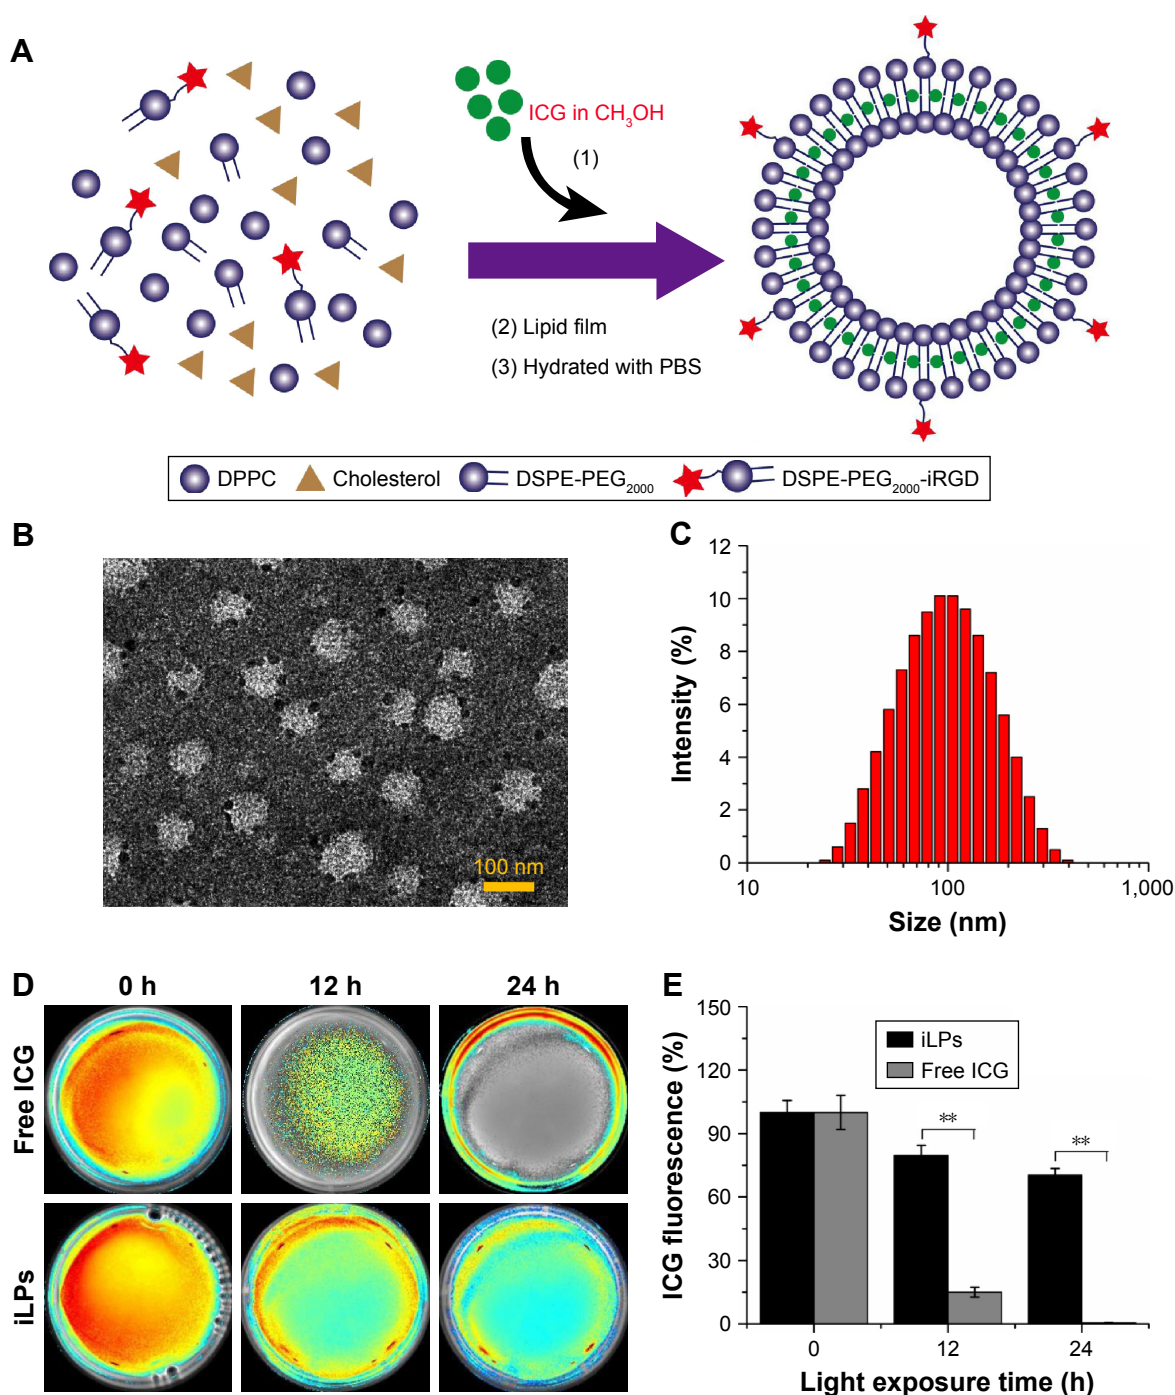 A
ICG in CH₃OH
(1)
(2) Lipid film
(3) Hydrated with PBS
DPPC
Cholesterol
DSPE-PEG₂₀₀₀
DSPE-PEG₂₀₀₀-iRGD
B
100 nm
C
Intensity (%)
12
10
8
6
4
2
0
10
100
1,000
Size (nm)
D
0 h
12 h
24 h
Free ICG
iLPs
E
ICG fluorescence (%)
150
120
90
60
30
0
iLPs
Free ICG
**
**
0
12
24
Light exposure time (h)